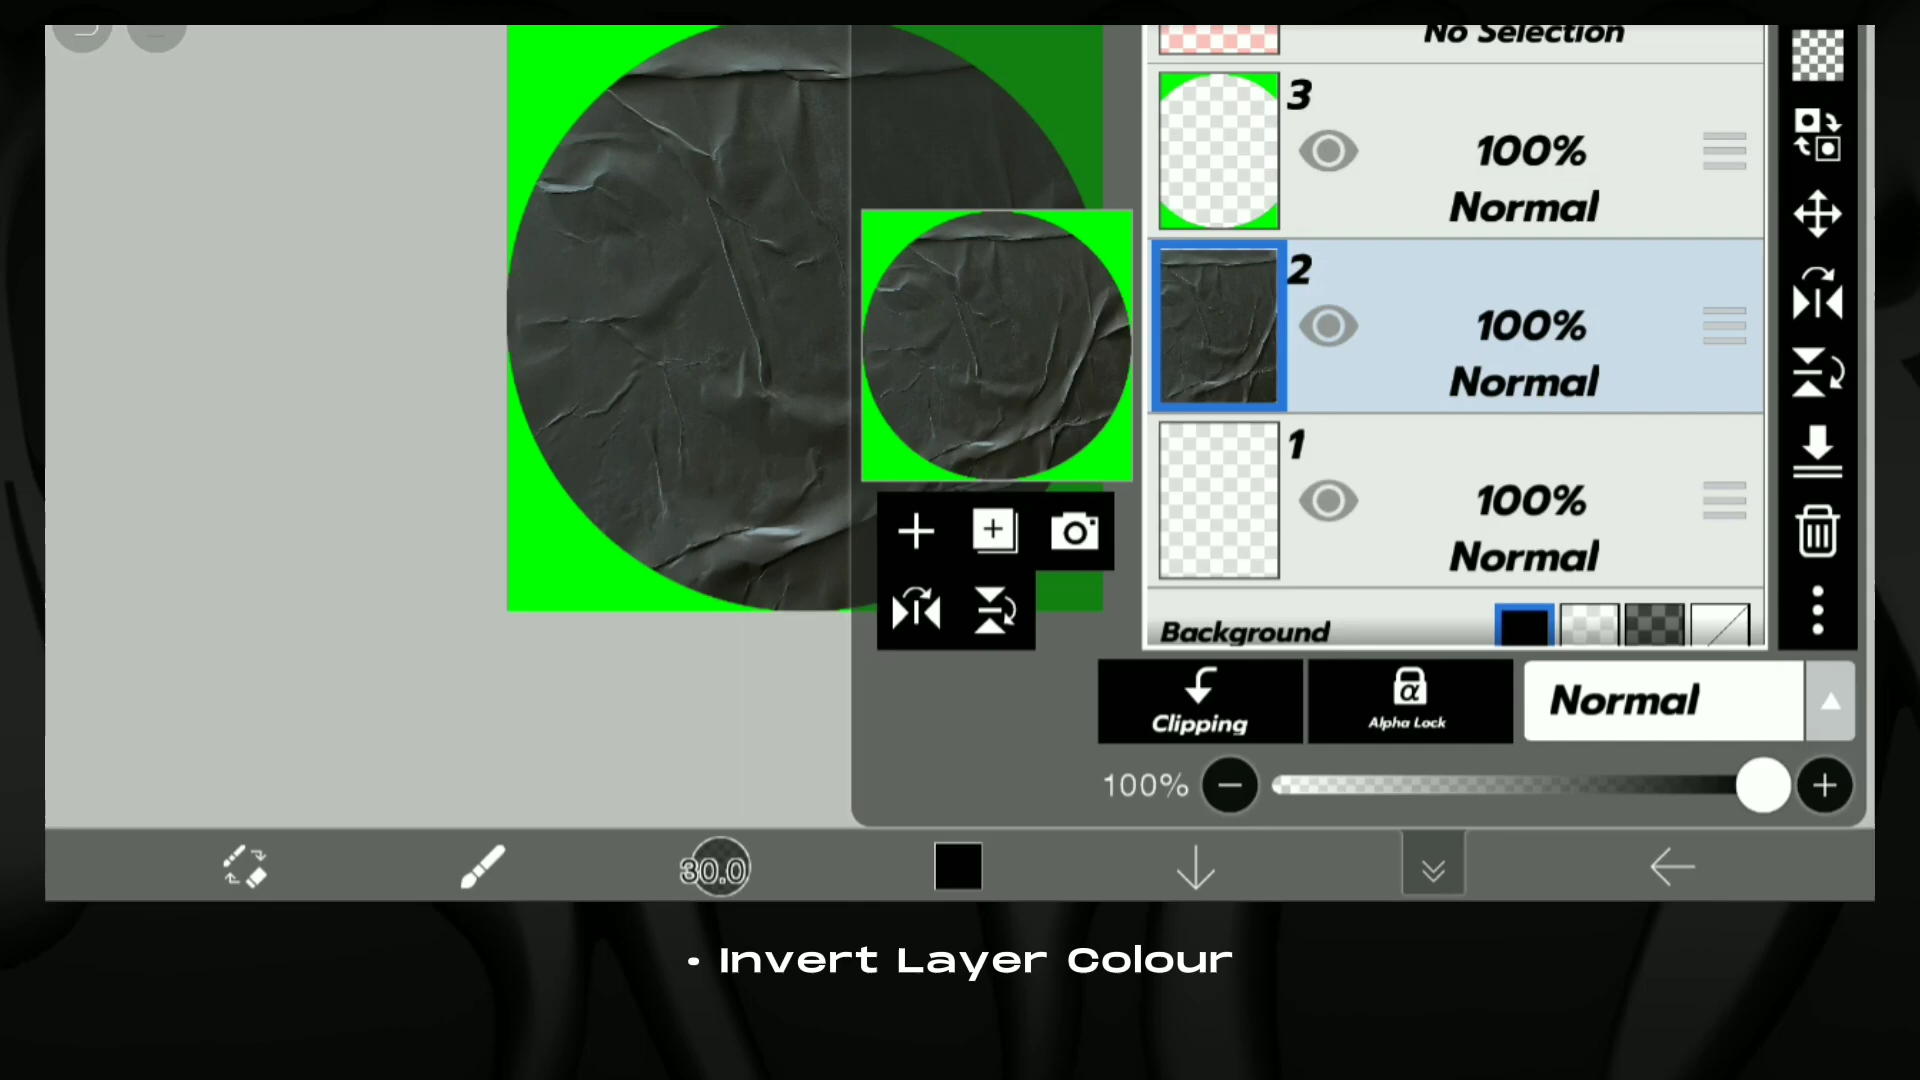 No Selection
3
100%
Normal
2
100%
Normal
1
100%
Normal
Background
Clipping
α
Alpha Lock
Normal
100%
30.0
• Invert Layer Colour